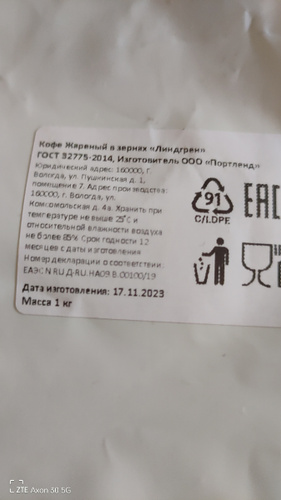 Кофе Жареный в зернах «Линдгрен»
ГОСТ 32775-2014, Изготовитель ООО «Портленд»
юридический адрес: 160000, Г.
Вологда, ул. Пушкинская д. 1,
помещение 7. Адрес производства:
160000, Г. Вологда, ул.
Комсомольская д. 4а. Хранить при
температуре не выше 25°С и
относительной влажности воздуха
не более 85% Срок годности 12
месяцев с даты изготовления
Номер декларации о соответствии:
ЕАЭС N RU Д-RU.НА09.В.00100/19
Дата изготовления: 17.11.2023
Масса 1 кг
91
C/LDPE
EAC
ZTE Axon 30 5G